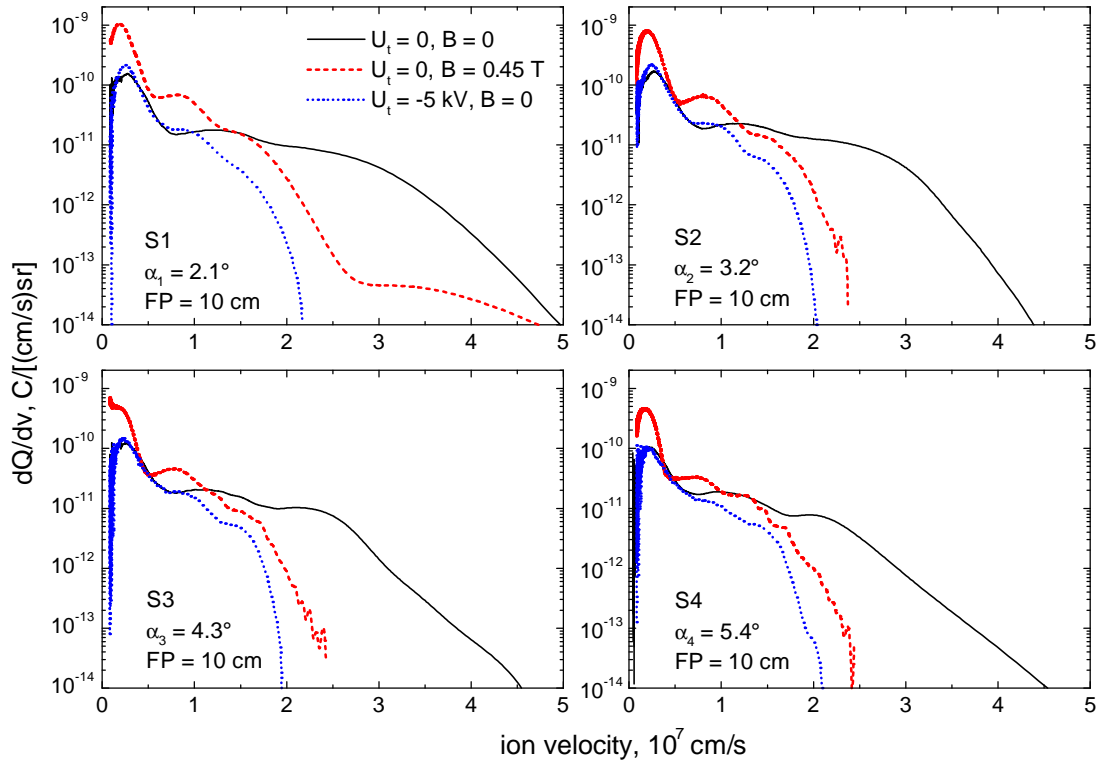 10⁻⁹
10⁻¹⁰
10⁻¹¹
10⁻¹²
10⁻¹³
10⁻¹⁴
0 1 2 3 4 5
U_t = 0, B = 0
U_t = 0, B = 0.45 T
U_t = -5 kV, B = 0
S1
α₁ = 2.1°
FP = 10 cm
10⁻⁹
10⁻¹⁰
10⁻¹¹
10⁻¹²
10⁻¹³
10⁻¹⁴
0 1 2 3 4 5
S2
α₂ = 3.2°
FP = 10 cm
dQ/dv, C/[(cm/s)sr]
10⁻⁹
10⁻¹⁰
10⁻¹¹
10⁻¹²
10⁻¹³
10⁻¹⁴
0 1 2 3 4 5
S3
α₃ = 4.3°
FP = 10 cm
10⁻⁹
10⁻¹⁰
10⁻¹¹
10⁻¹²
10⁻¹³
10⁻¹⁴
0 1 2 3 4 5
S4
α₄ = 5.4°
FP = 10 cm
ion velocity, 10⁷ cm/s